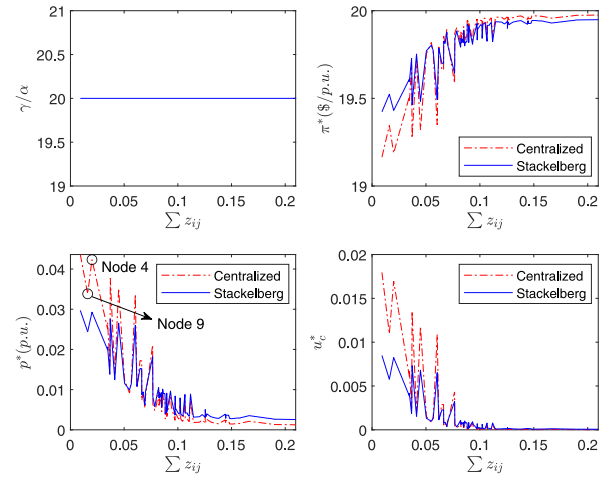 21
20.5
20
19.5
19
γ/α
0 0.05 0.1 0.15 0.2
∑ z_ij
20
19.5
19
π*($/p.u.)
Centralized
Stackelberg
0 0.05 0.1 0.15 0.2
∑ z_ij
0.04
0.03
0.02
0.01
0
p*(p.u.)
Node 4
Node 9
Centralized
Stackelberg
0 0.05 0.1 0.15 0.2
∑ z_ij
0.02
0.015
0.01
0.005
0
u_c*
Centralized
Stackelberg
0 0.05 0.1 0.15 0.2
∑ z_ij